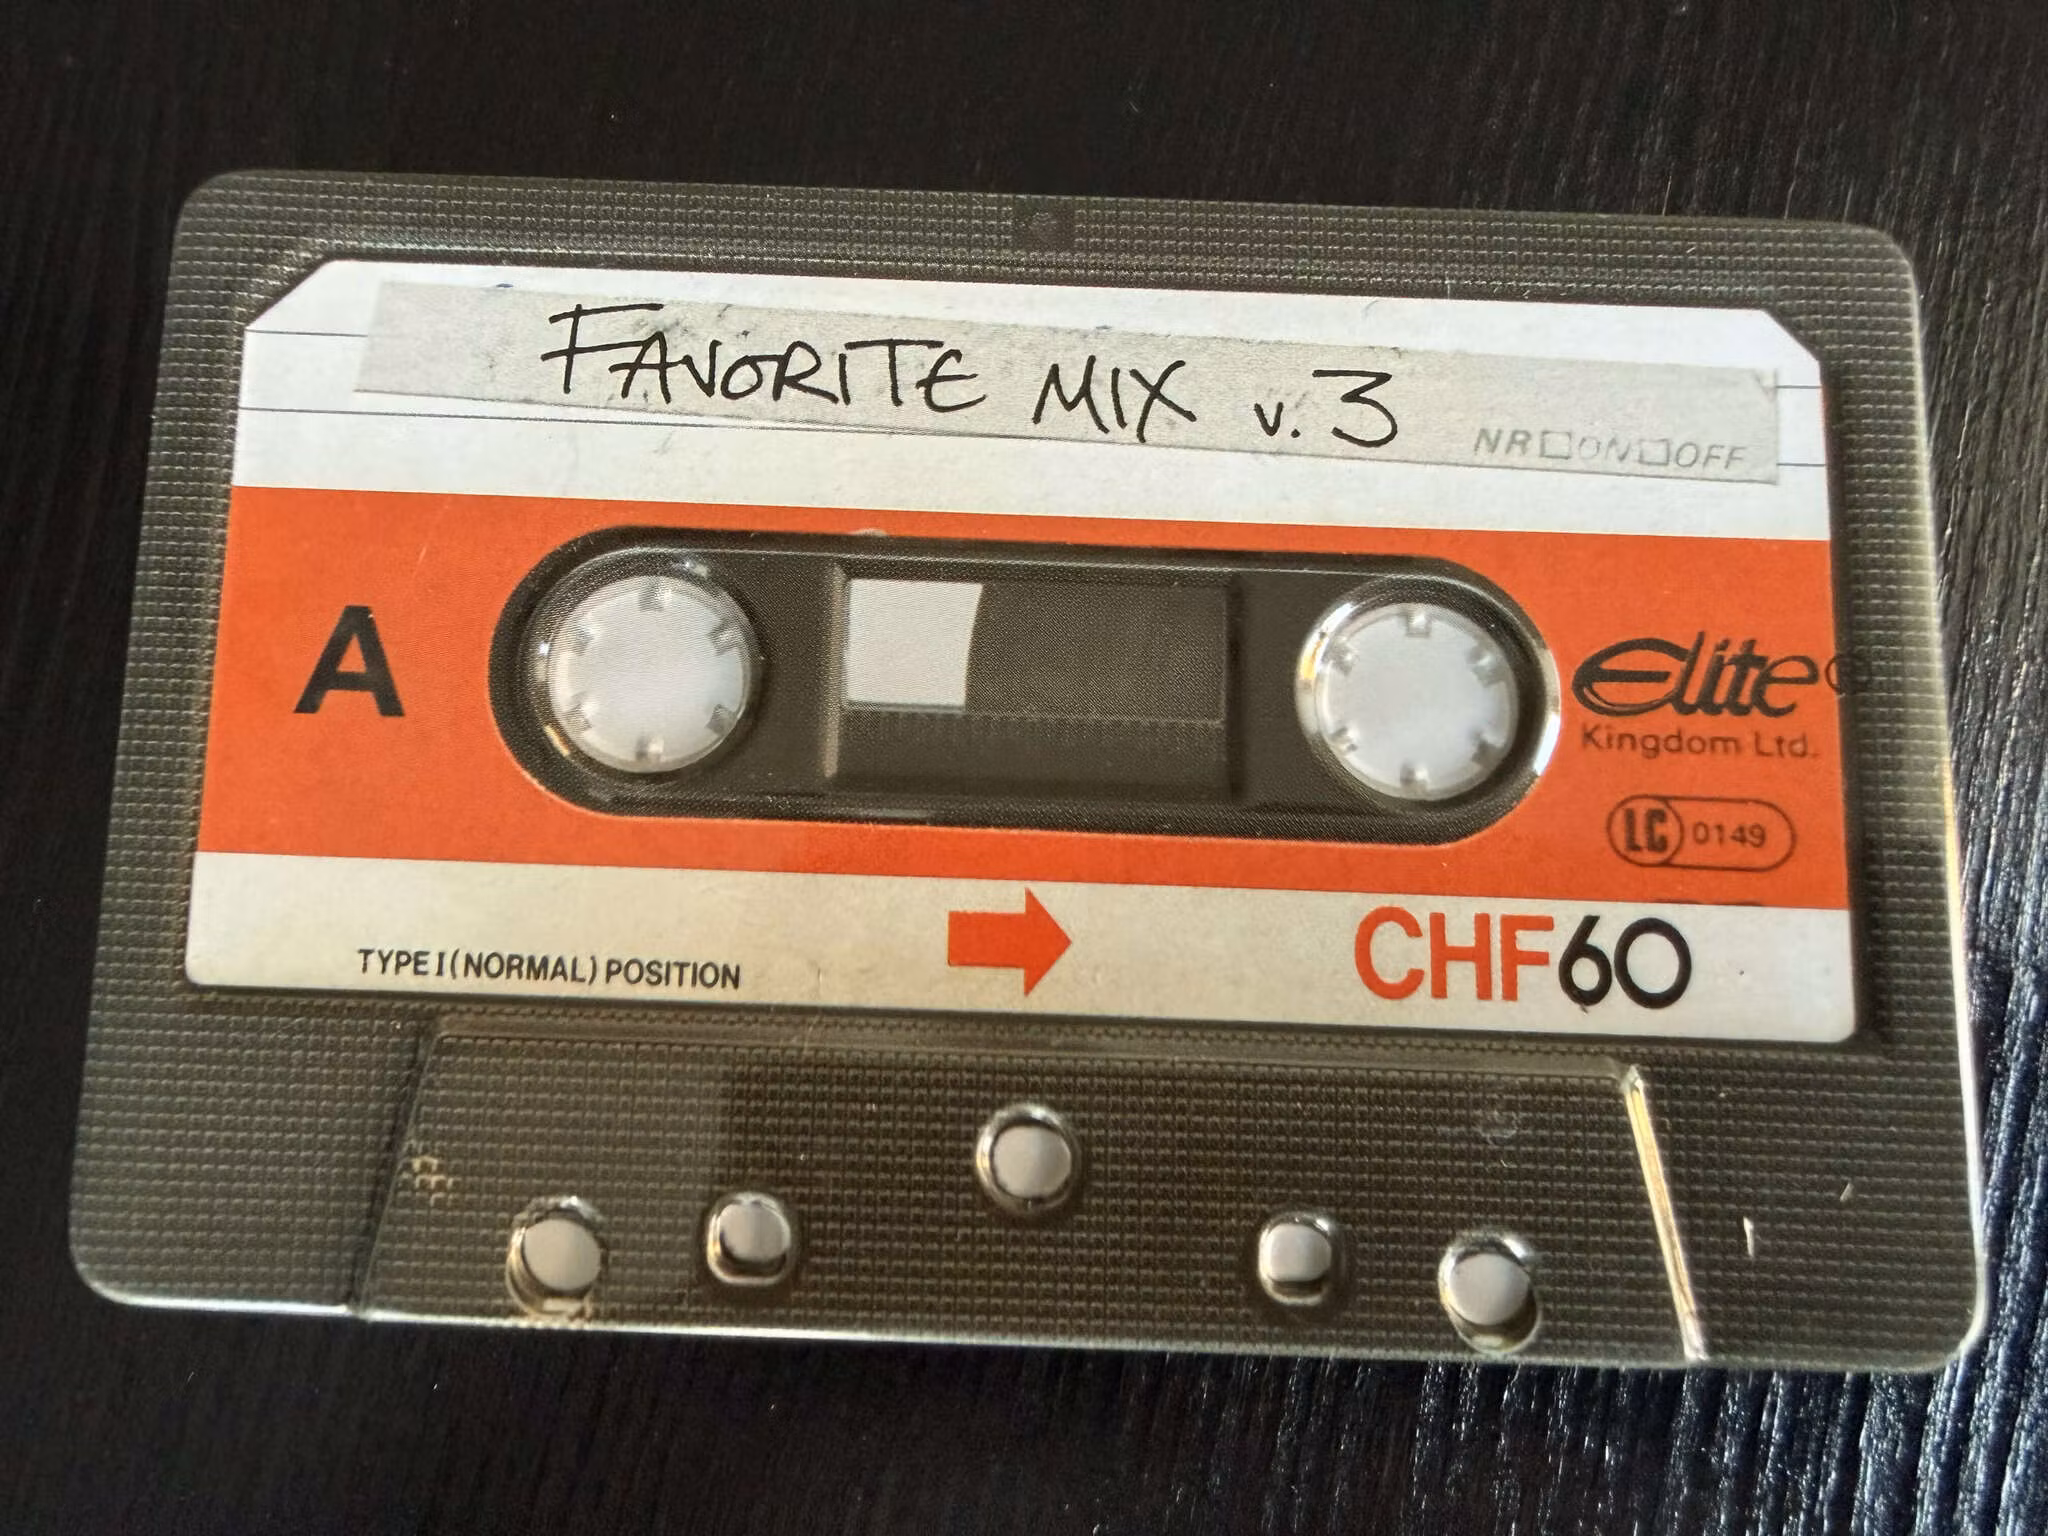 FAVORITE MIX v.3
NR □ ON □ OFF
A
Elite
Kingdom Ltd.
LC 0149
TYPE I (NORMAL) POSITION
CHF60